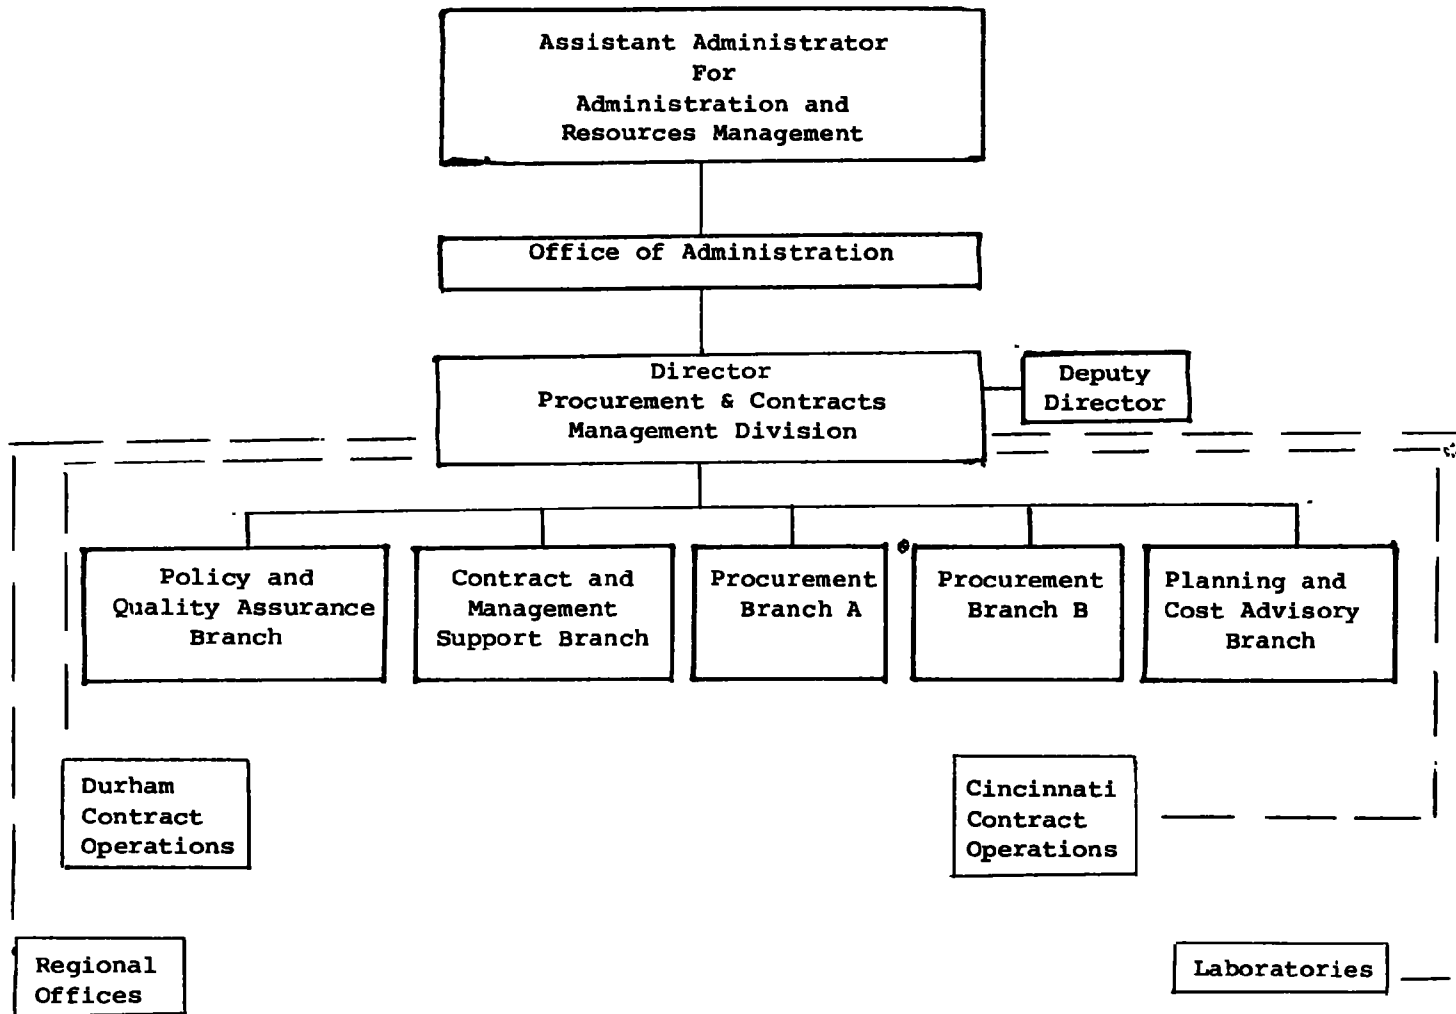 Assistant Administrator
For
Administration and
Resources Management
Office of Administration
Director
Procurement & Contracts
Management Division
Deputy
Director
Policy and
Quality Assurance
Branch
Contract and
Management
Support Branch
Procurement
Branch A
Procurement
Branch B
Planning and
Cost Advisory
Branch
Durham
Contract
Operations
Cincinnati
Contract
Operations
Regional
Offices
Laboratories